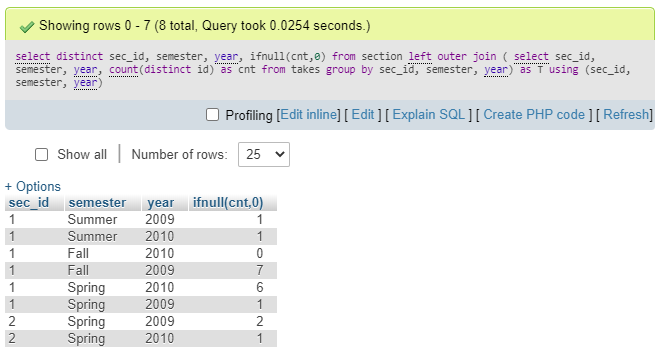 Showing rows 0 - 7 (8 total, Query took 0.0254 seconds.)
select distinct sec_id, semester, year, ifnull(cnt,0) from section left outer join ( select sec_id,
semester, year, count(distinct id) as cnt from takes group by sec_id, semester, year) as T using (sec_id,
semester, year)
Profiling [Edit inline] [ Edit ] [ Explain SQL ] [ Create PHP code ] [ Refresh]
Show all | Number of rows: 25
+ Options
sec_id semester year ifnull(cnt,0)
1 Summer 2009 1
1 Summer 2010 1
1 Fall 2010 0
1 Fall 2009 7
1 Spring 2010 6
1 Spring 2009 1
2 Spring 2009 2
2 Spring 2010 1